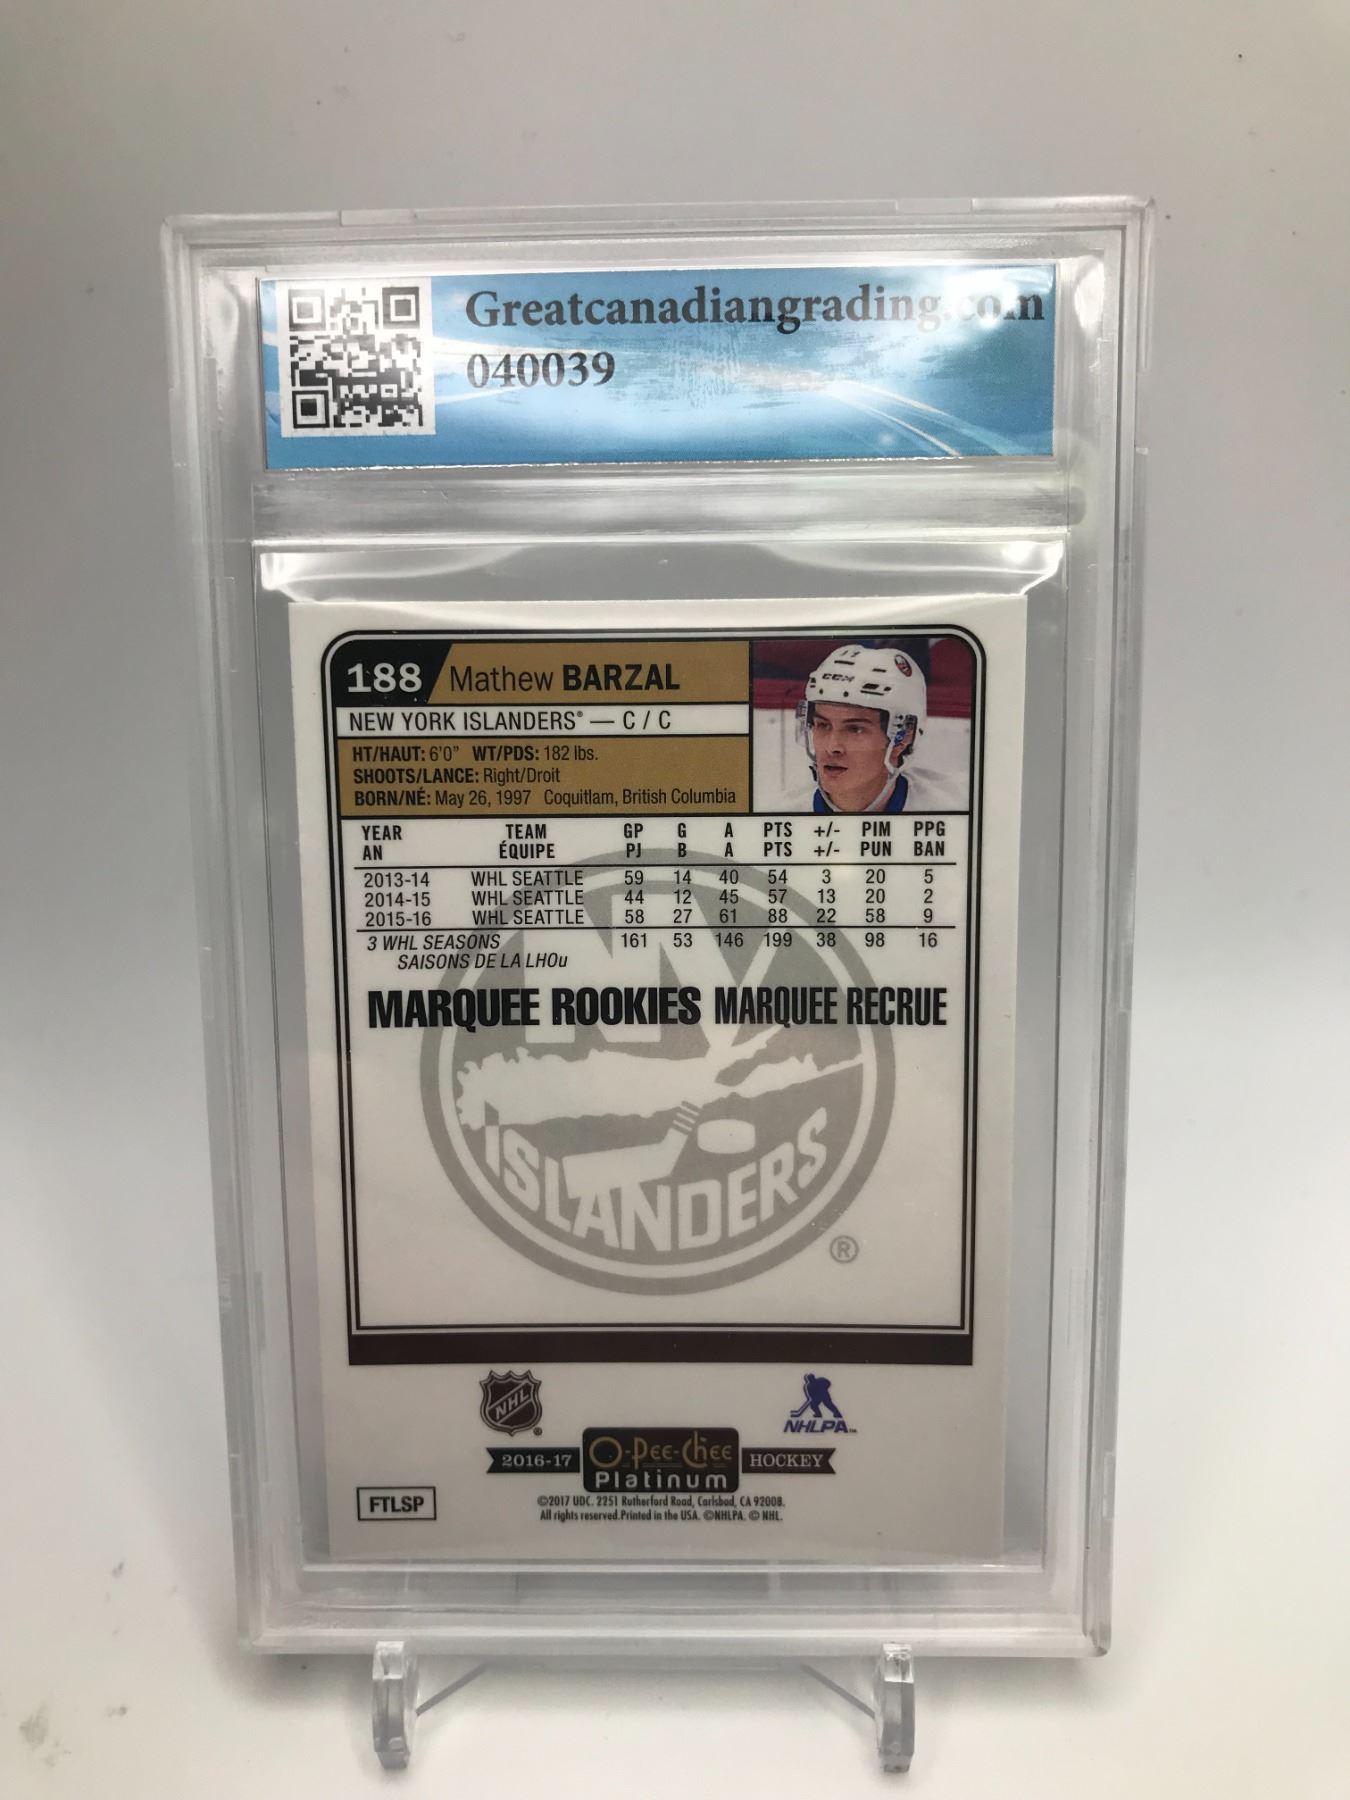 Greatcanadiangrading.com
040039
188 Mathew BARZAL
NEW YORK ISLANDERS® — C / C
HT/HAUT: 6'0" WT/PDS: 182 lbs.
SHOOTS/LANCE: Right/Droit
BORN/NÉ: May 26, 1997 Coquitlam, British Columbia
CCM
YEAR TEAM GP G A PTS +/- PIM PPG
AN ÉQUIPE PJ B A PTS +/- PUN BAN
2013-14 WHL SEATTLE 59 14 40 54 3 20 5
2014-15 WHL SEATTLE 44 12 45 57 13 20 2
2015-16 WHL SEATTLE 58 27 61 88 22 58 9
3 WHL SEASONS 161 53 146 199 38 98 16
SAISONS DE LA LHOu
MARQUEE ROOKIES MARQUEE RECRUE
NY
ISLANDERS
®
NHL ®
NHLPA™
2016-17 O-Pee-Chee HOCKEY
Platinum
FTLSP
©2017 UDC. 2251 Rutherford Road, Carlsbad, CA 92008.
All rights reserved.Printed in the USA. ©NHLPA. © NHL.